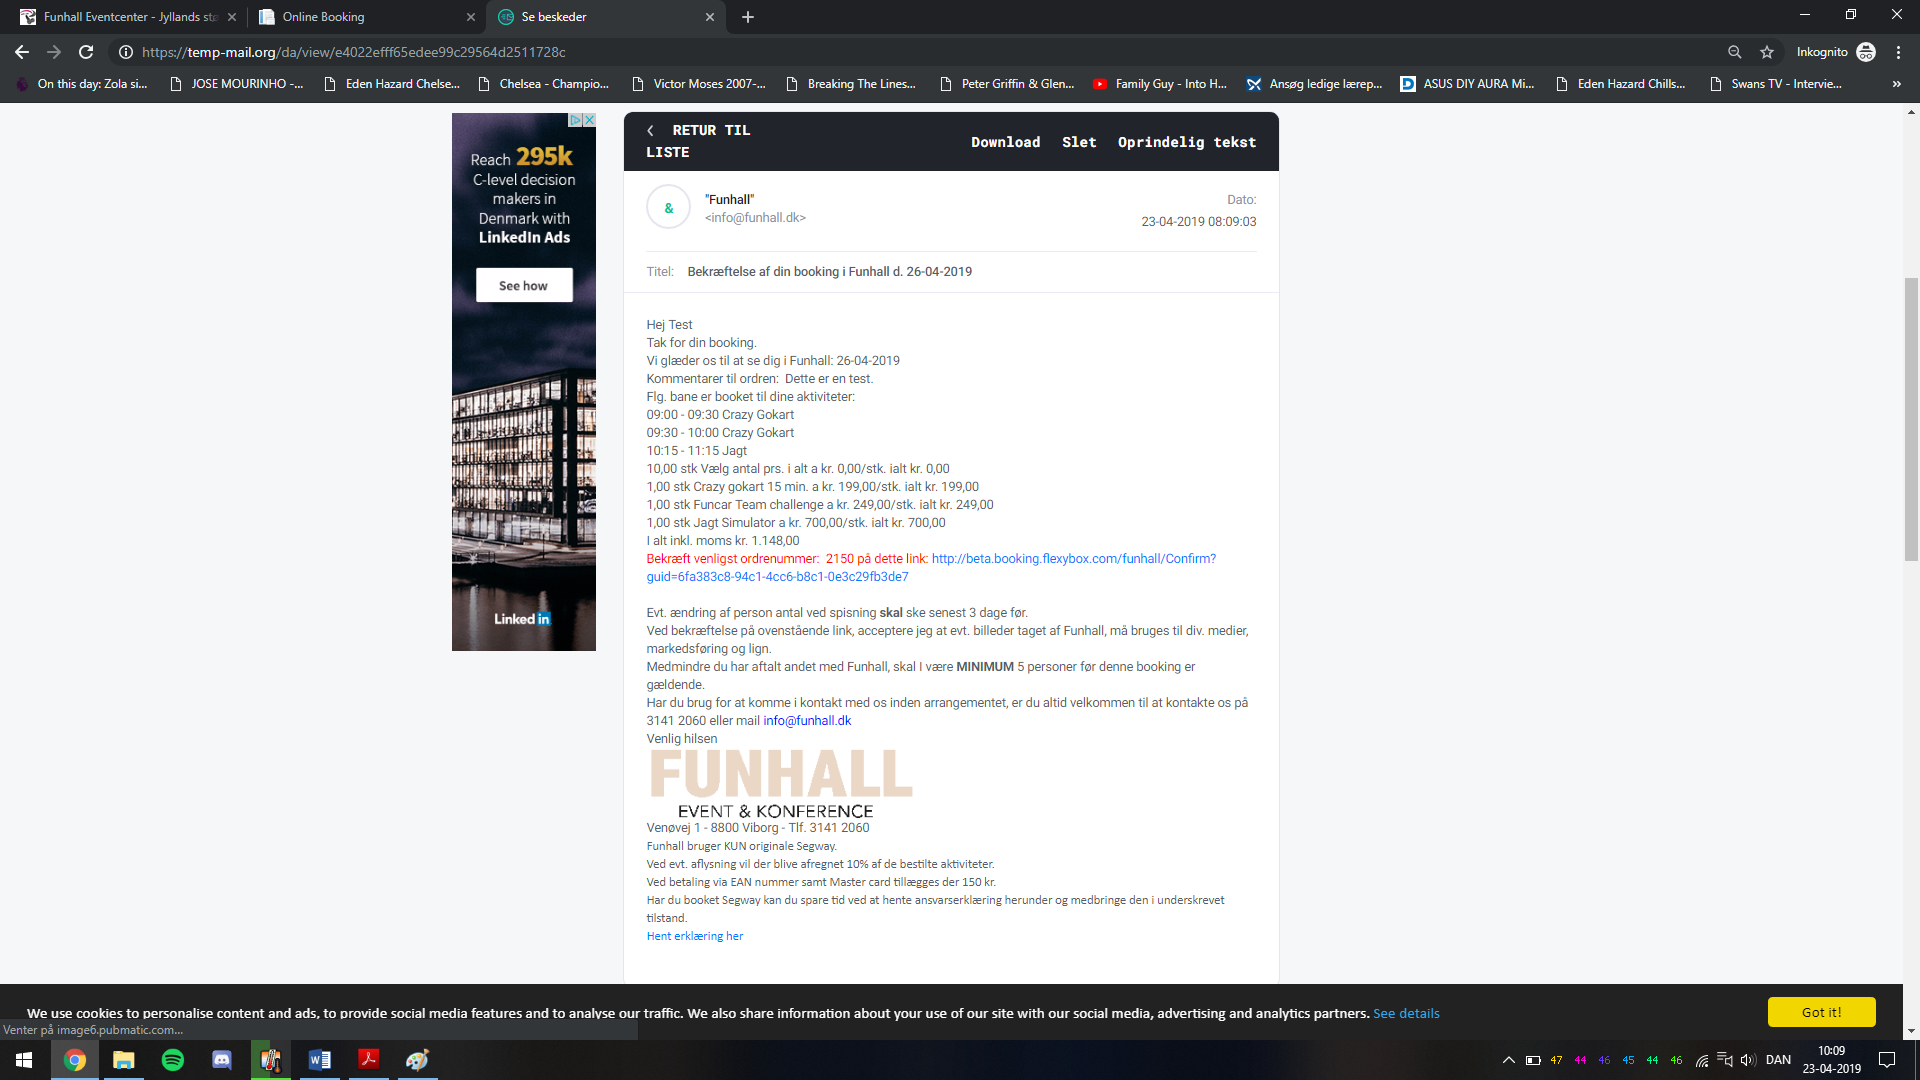 Funhall Eventcenter - Jyllands stø
Online Booking
Se beskeder
https://temp-mail.org/da/view/e4022efff65edee99c29564d2511728c
Inkognito
On this day: Zola si...
JOSE MOURINHO -...
Eden Hazard Chelse...
Chelsea - Champio...
Victor Moses 2007-...
Breaking The Lines...
Peter Griffin & Glen...
Family Guy - Into H...
Ansøg ledige lærep...
ASUS DIY AURA Mi...
Eden Hazard Chills...
Swans TV - Intervie...
»
Reach 295k
C-level decision
makers in
Denmark with
LinkedIn Ads
See how
Linked in
RETUR TIL
LISTE
Download
Slet
Oprindelig tekst
&
"Funhall"
<info@funhall.dk>
Dato:
23-04-2019 08:09:03
Titel: Bekræftelse af din booking i Funhall d. 26-04-2019
Hej Test
Tak for din booking.
Vi glæder os til at se dig i Funhall: 26-04-2019
Kommentarer til ordren: Dette er en test.
Flg. bane er booket til dine aktiviteter:
09:00 - 09:30 Crazy Gokart
09:30 - 10:00 Crazy Gokart
10:15 - 11:15 Jagt
10,00 stk Vælg antal prs. i alt a kr. 0,00/stk. ialt kr. 0,00
1,00 stk Crazy gokart 15 min. a kr. 199,00/stk. ialt kr. 199,00
1,00 stk Funcar Team challenge a kr. 249,00/stk. ialt kr. 249,00
1,00 stk Jagt Simulator a kr. 700,00/stk. ialt kr. 700,00
I alt inkl. moms kr. 1.148,00
Bekræft venligst ordrenummer: 2150 på dette link: http://beta.booking.flexybox.com/funhall/Confirm?
guid=6fa383c8-94c1-4cc6-b8c1-0e3c29fb3de7
Evt. ændring af person antal ved spisning skal ske senest 3 dage før.
Ved bekræftelse på ovenstående link, acceptere jeg at evt. billeder taget af Funhall, må bruges til div. medier,
markedsføring og lign.
Medmindre du har aftalt andet med Funhall, skal I være MINIMUM 5 personer før denne booking er
gældende.
Har du brug for at komme i kontakt med os inden arrangementet, er du altid velkommen til at kontakte os på
3141 2060 eller mail info@funhall.dk
Venlig hilsen
FUNHALL
EVENT & KONFERENCE
Venøvej 1 - 8800 Viborg - Tlf. 3141 2060
Funhall bruger KUN originale Segway.
Ved evt. aflysning vil der blive afregnet 10% af de bestilte aktiviteter.
Ved betaling via EAN nummer samt Master card tillægges der 150 kr.
Har du booket Segway kan du spare tid ved at hente ansvarserklæring herunder og medbringe den i underskrevet
tilstand.
Hent erklæring her
We use cookies to personalise content and ads, to provide social media features and to analyse our traffic. We also share information about your use of our site with our social media, advertising and analytics partners. See details
Got it!
Venter på image6.pubmatic.com...
47 44 46 45 44 46
DAN
10:09
23-04-2019